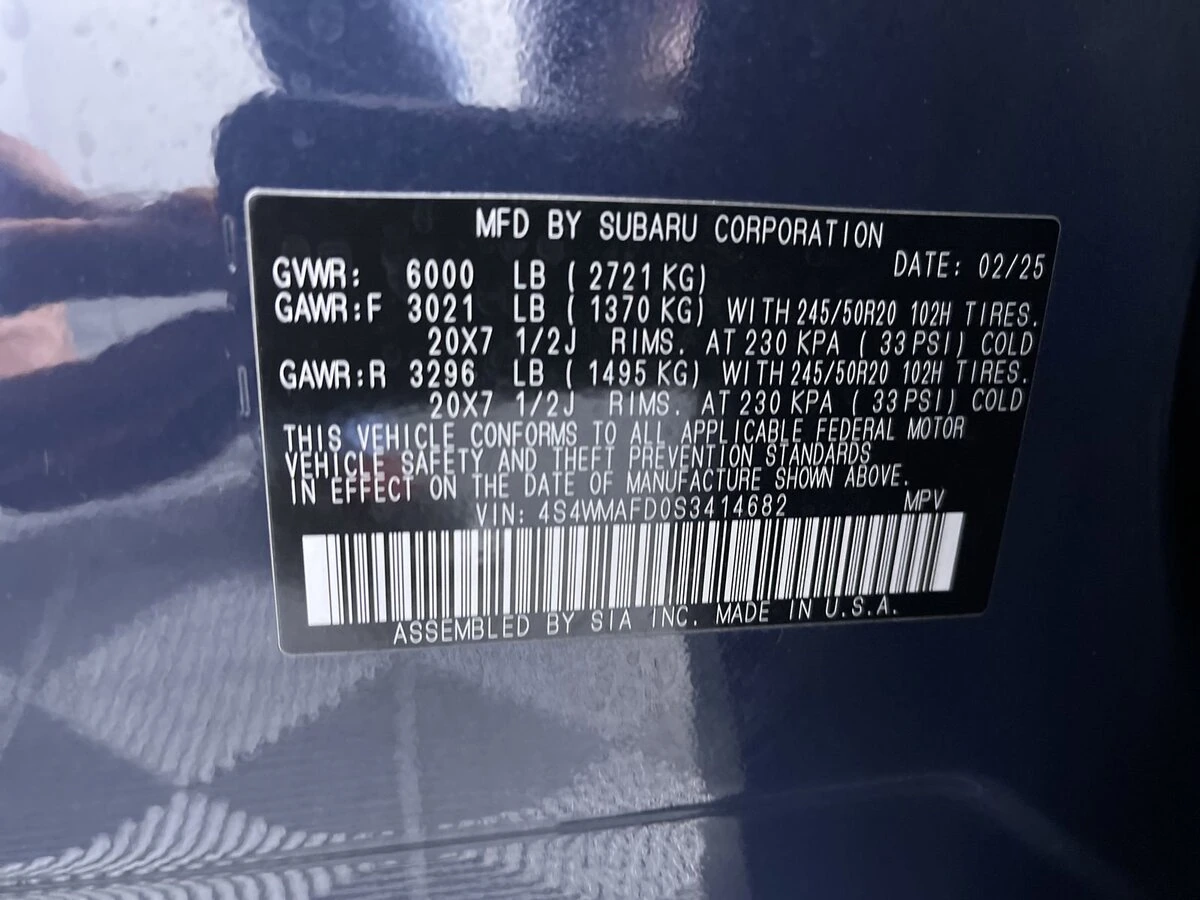 MFD BY SUBARU CORPORATION
DATE: 02/25
GVWR: 6000 LB ( 2721 KG)
GAWR:F 3021 LB ( 1370 KG) WITH 245/50R20 102H TIRES.
20X7 1/2J RIMS. AT 230 KPA ( 33 PSI) COLD
GAWR:R 3296 LB ( 1495 KG) WITH 245/50R20 102H TIRES.
20X7 1/2J RIMS. AT 230 KPA ( 33 PSI) COLD
THIS VEHICLE CONFORMS TO ALL APPLICABLE FEDERAL MOTOR
VEHICLE SAFETY AND THEFT PREVENTION STANDARDS
IN EFFECT ON THE DATE OF MANUFACTURE SHOWN ABOVE.
VIN: 4S4WMAFD0S3414682 MPV
ASSEMBLED BY SIA INC. MADE IN U.S.A.